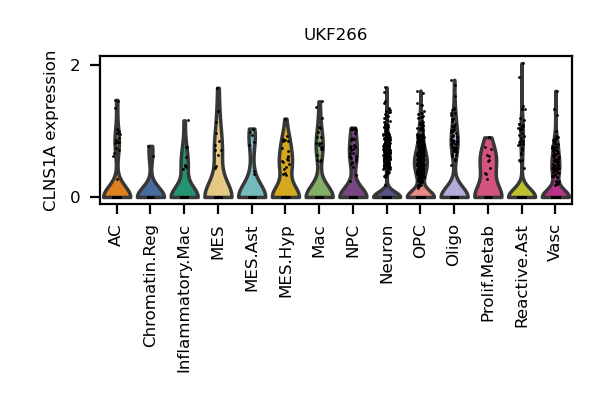 UKF266
CLNS1A expression
2
0
AC
Chromatin.Reg
Inflammatory.Mac
MES
MES.Ast
MES.Hyp
Mac
NPC
Neuron
OPC
Oligo
Prolif.Metab
Reactive.Ast
Vasc